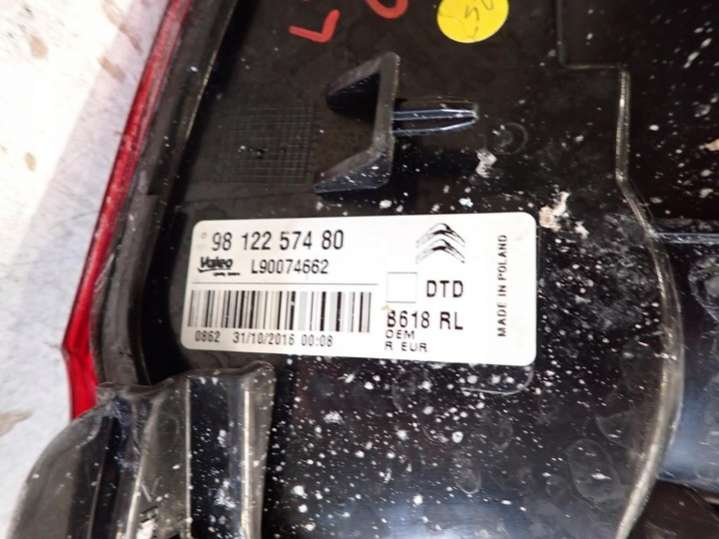 98 122 574 80
Valeo
L90074662
DTD
B618 RL
OEM
R EUR
0862 31/10/2016 00:08
MADE IN POLAND